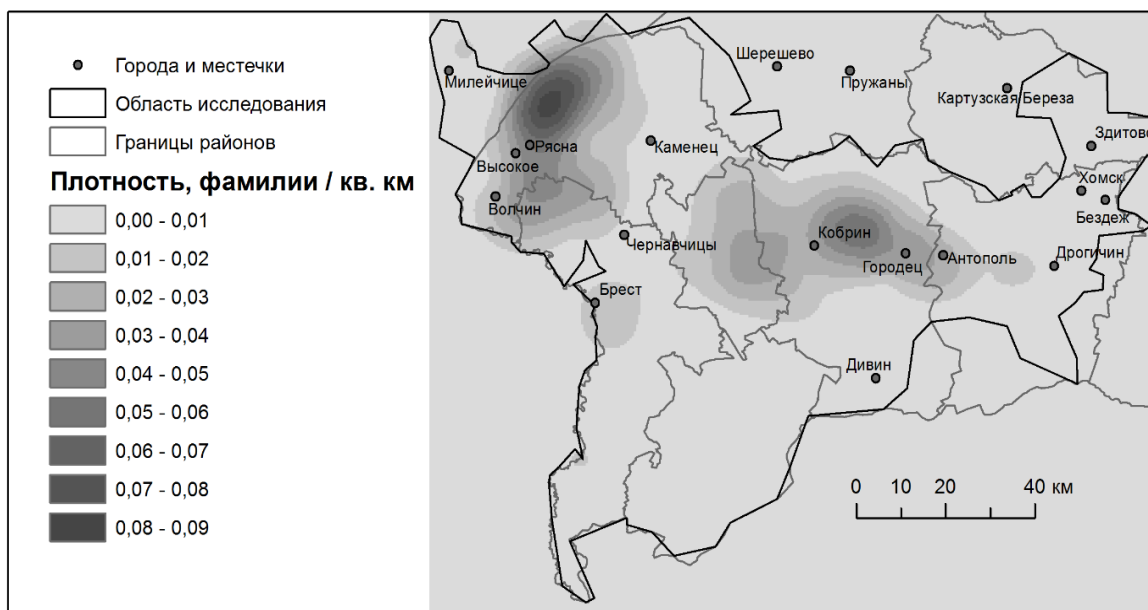 Города и местечки
Область исследования
Границы районов
Плотность, фамилии / кв. км
0,00 - 0,01
0,01 - 0,02
0,02 - 0,03
0,03 - 0,04
0,04 - 0,05
0,05 - 0,06
0,06 - 0,07
0,07 - 0,08
0,08 - 0,09
Шерешево
Милейчице
Пружаны
Картузская Береза
Здитово
Рясна
Каменец
Высокое
Хомск
Волчин
Бездеж
Чернавчицы
Кобрин
Городец
Антополь
Дрогичин
Брест
Дивин
0 10 20 40 км